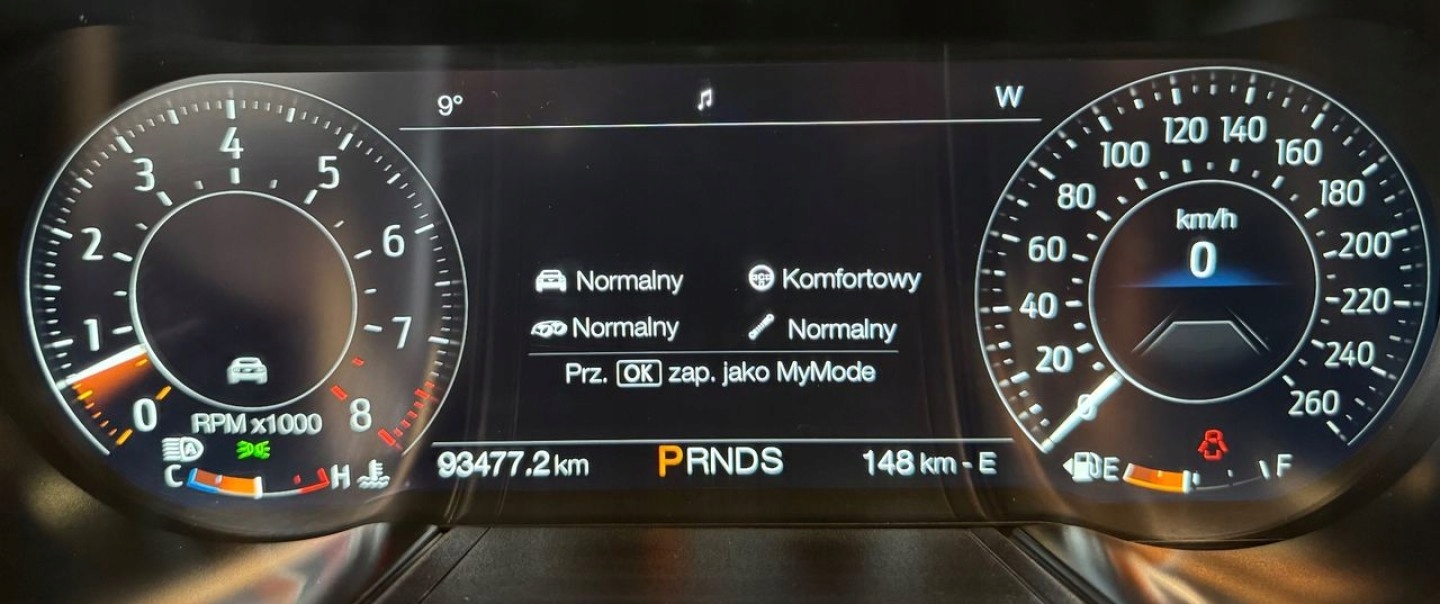 9° W
4
3 5
2 6
1 7
0 8
RPM x1000
A
C H
Normalny Komfortowy
Normalny Normalny
Prz. OK zap. jako MyMode
93477.2 km PRNDS 148 km - E
120 140
100 160
80 180
60 200
40 220
20 240
0 260
km/h
0
E F